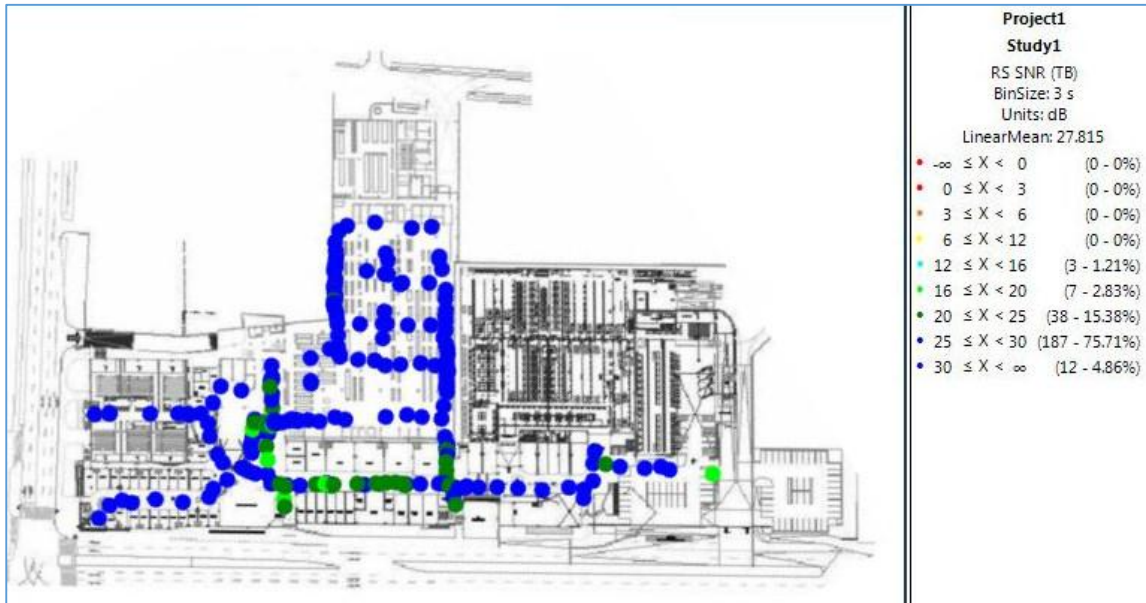 Project1
Study1
RS SNR (TB)
BinSize: 3 s
Units: dB
LinearMean: 27.815
-∞ ≤ X < 0 (0 - 0%)
0 ≤ X < 3 (0 - 0%)
3 ≤ X < 6 (0 - 0%)
6 ≤ X < 12 (0 - 0%)
12 ≤ X < 16 (3 - 1.21%)
16 ≤ X < 20 (7 - 2.83%)
20 ≤ X < 25 (38 - 15.38%)
25 ≤ X < 30 (187 - 75.71%)
30 ≤ X < ∞ (12 - 4.86%)